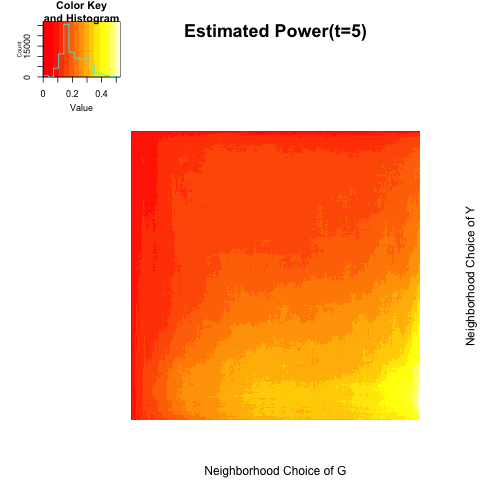 Color Key
and Histogram
Estimated Power(t=5)
Count
0 15000
0 0.2 0.4
Value
Neighborhood Choice of Y
Neighborhood Choice of G